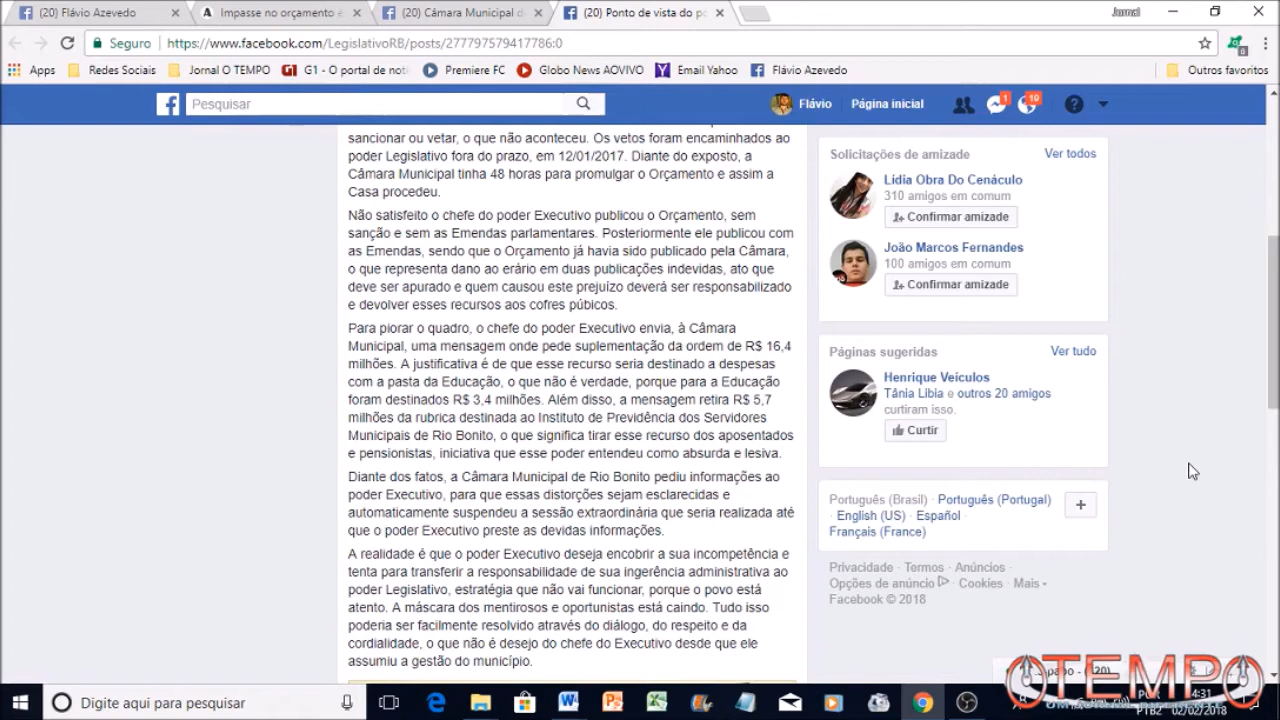 (20) Flávio Azevedo
Impasse no orçamento é
(20) Câmara Municipal d
(20) Ponto de vista do po
Jornal
Seguro
https://www.facebook.com/LegislativoRB/posts/277797579417786:0
Apps
Redes Sociais
Jornal O TEMPO
G1 - O portal de notí
Premiere FC
Globo News AOVIVO
Email Yahoo
Flávio Azevedo
Outros favoritos
Pesquisar
Flávio
Página inicial
1
19
sancionar ou vetar, o que não aconteceu. Os vetos foram encaminhados ao
poder Legislativo fora do prazo, em 12/01/2017. Diante do exposto, a
Câmara Municipal tinha 48 horas para promulgar o Orçamento e assim a
Casa procedeu.
Não satisfeito o chefe do poder Executivo publicou o Orçamento, sem
sanção e sem as Emendas parlamentares. Posteriormente ele publicou com
as Emendas, sendo que o Orçamento já havia sido publicado pela Câmara,
o que representa dano ao erário em duas publicações indevidas, ato que
deve ser apurado e quem causou este prejuízo deverá ser responsabilizado
e devolver esses recursos aos cofres púbicos.
Para piorar o quadro, o chefe do poder Executivo envia, à Câmara
Municipal, uma mensagem onde pede suplementação da ordem de R$ 16,4
milhões. A justificativa é de que esse recurso seria destinado a despesas
com a pasta da Educação, o que não é verdade, porque para a Educação
foram destinados R$ 3,4 milhões. Além disso, a mensagem retira R$ 5,7
milhões da rubrica destinada ao Instituto de Previdência dos Servidores
Municipais de Rio Bonito, o que significa tirar esse recurso dos aposentados
e pensionistas, iniciativa que esse poder entendeu como absurda e lesiva.
Diante dos fatos, a Câmara Municipal de Rio Bonito pediu informações ao
poder Executivo, para que essas distorções sejam esclarecidas e
automaticamente suspendeu a sessão extraordinária que seria realizada até
que o poder Executivo preste as devidas informações.
A realidade é que o poder Executivo deseja encobrir a sua incompetência e
tenta para transferir a responsabilidade de sua ingerência administrativa ao
poder Legislativo, estratégia que não vai funcionar, porque o povo está
atento. A máscara dos mentirosos e oportunistas está caindo. Tudo isso
poderia ser facilmente resolvido através do diálogo, do respeito e da
cordialidade, o que não é desejo do chefe do Executivo desde que ele
assumiu a gestão do município.
Solicitações de amizade
Ver todos
Lidia Obra Do Cenáculo
310 amigos em comum
Confirmar amizade
João Marcos Fernandes
100 amigos em comum
Confirmar amizade
Páginas sugeridas
Ver tudo
Henrique Veículos
Tânia Libia e outros 20 amigos
curtiram isso.
Curtir
Português (Brasil) · Português (Portugal)
· English (US) · Español ·
Français (France)
Privacidade · Termos · Anúncios ·
Opções de anúncio · Cookies · Mais
Facebook © 2018
OTEMPO
Digite aqui para pesquisar
PTB2
02/02/2018